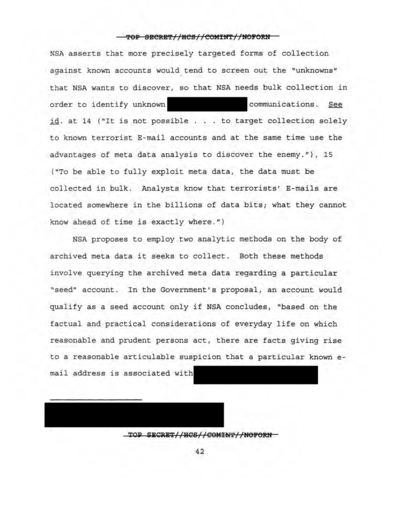 TOP SECRET//HCS//COMINT//NOFORN
NSA asserts that more precisely targeted forms of collection
against known accounts would tend to screen out the "unknowns"
that NSA wants to discover, so that NSA needs bulk collection in
order to identify unknown communications. See
id. at 14 ("It is not possible . . . to target collection solely
to known terrorist E-mail accounts and at the same time use the
advantages of meta data analysis to discover the enemy."), 15
("To be able to fully exploit meta data, the data must be
collected in bulk. Analysts know that terrorists' E-mails are
located somewhere in the billions of data bits; what they cannot
know ahead of time is exactly where.")
NSA proposes to employ two analytic methods on the body of
archived meta data it seeks to collect. Both these methods
involve querying the archived meta data regarding a particular
"seed" account. In the Government's proposal, an account would
qualify as a seed account only if NSA concludes, "based on the
factual and practical considerations of everyday life on which
reasonable and prudent persons act, there are facts giving rise
to a reasonable articulable suspicion that a particular known e-
mail address is associated with
TOP SECRET//HCS//COMINT//NOFORN
42